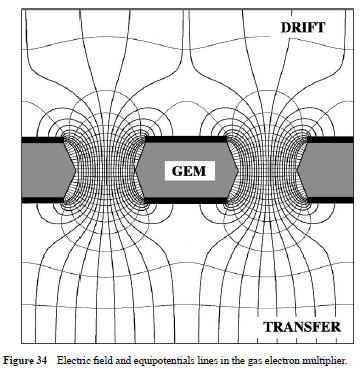 DRIFT
GEM
TRANSFER
Figure 34 Electric field and equipotentials lines in the gas electron multiplier.